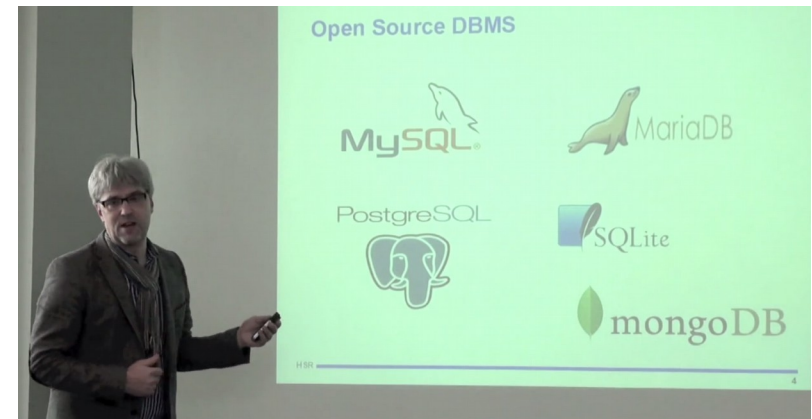 Open Source DBMS
MySQL®
MariaDB
PostgreSQL
SQLite
mongoDB
HSR
4